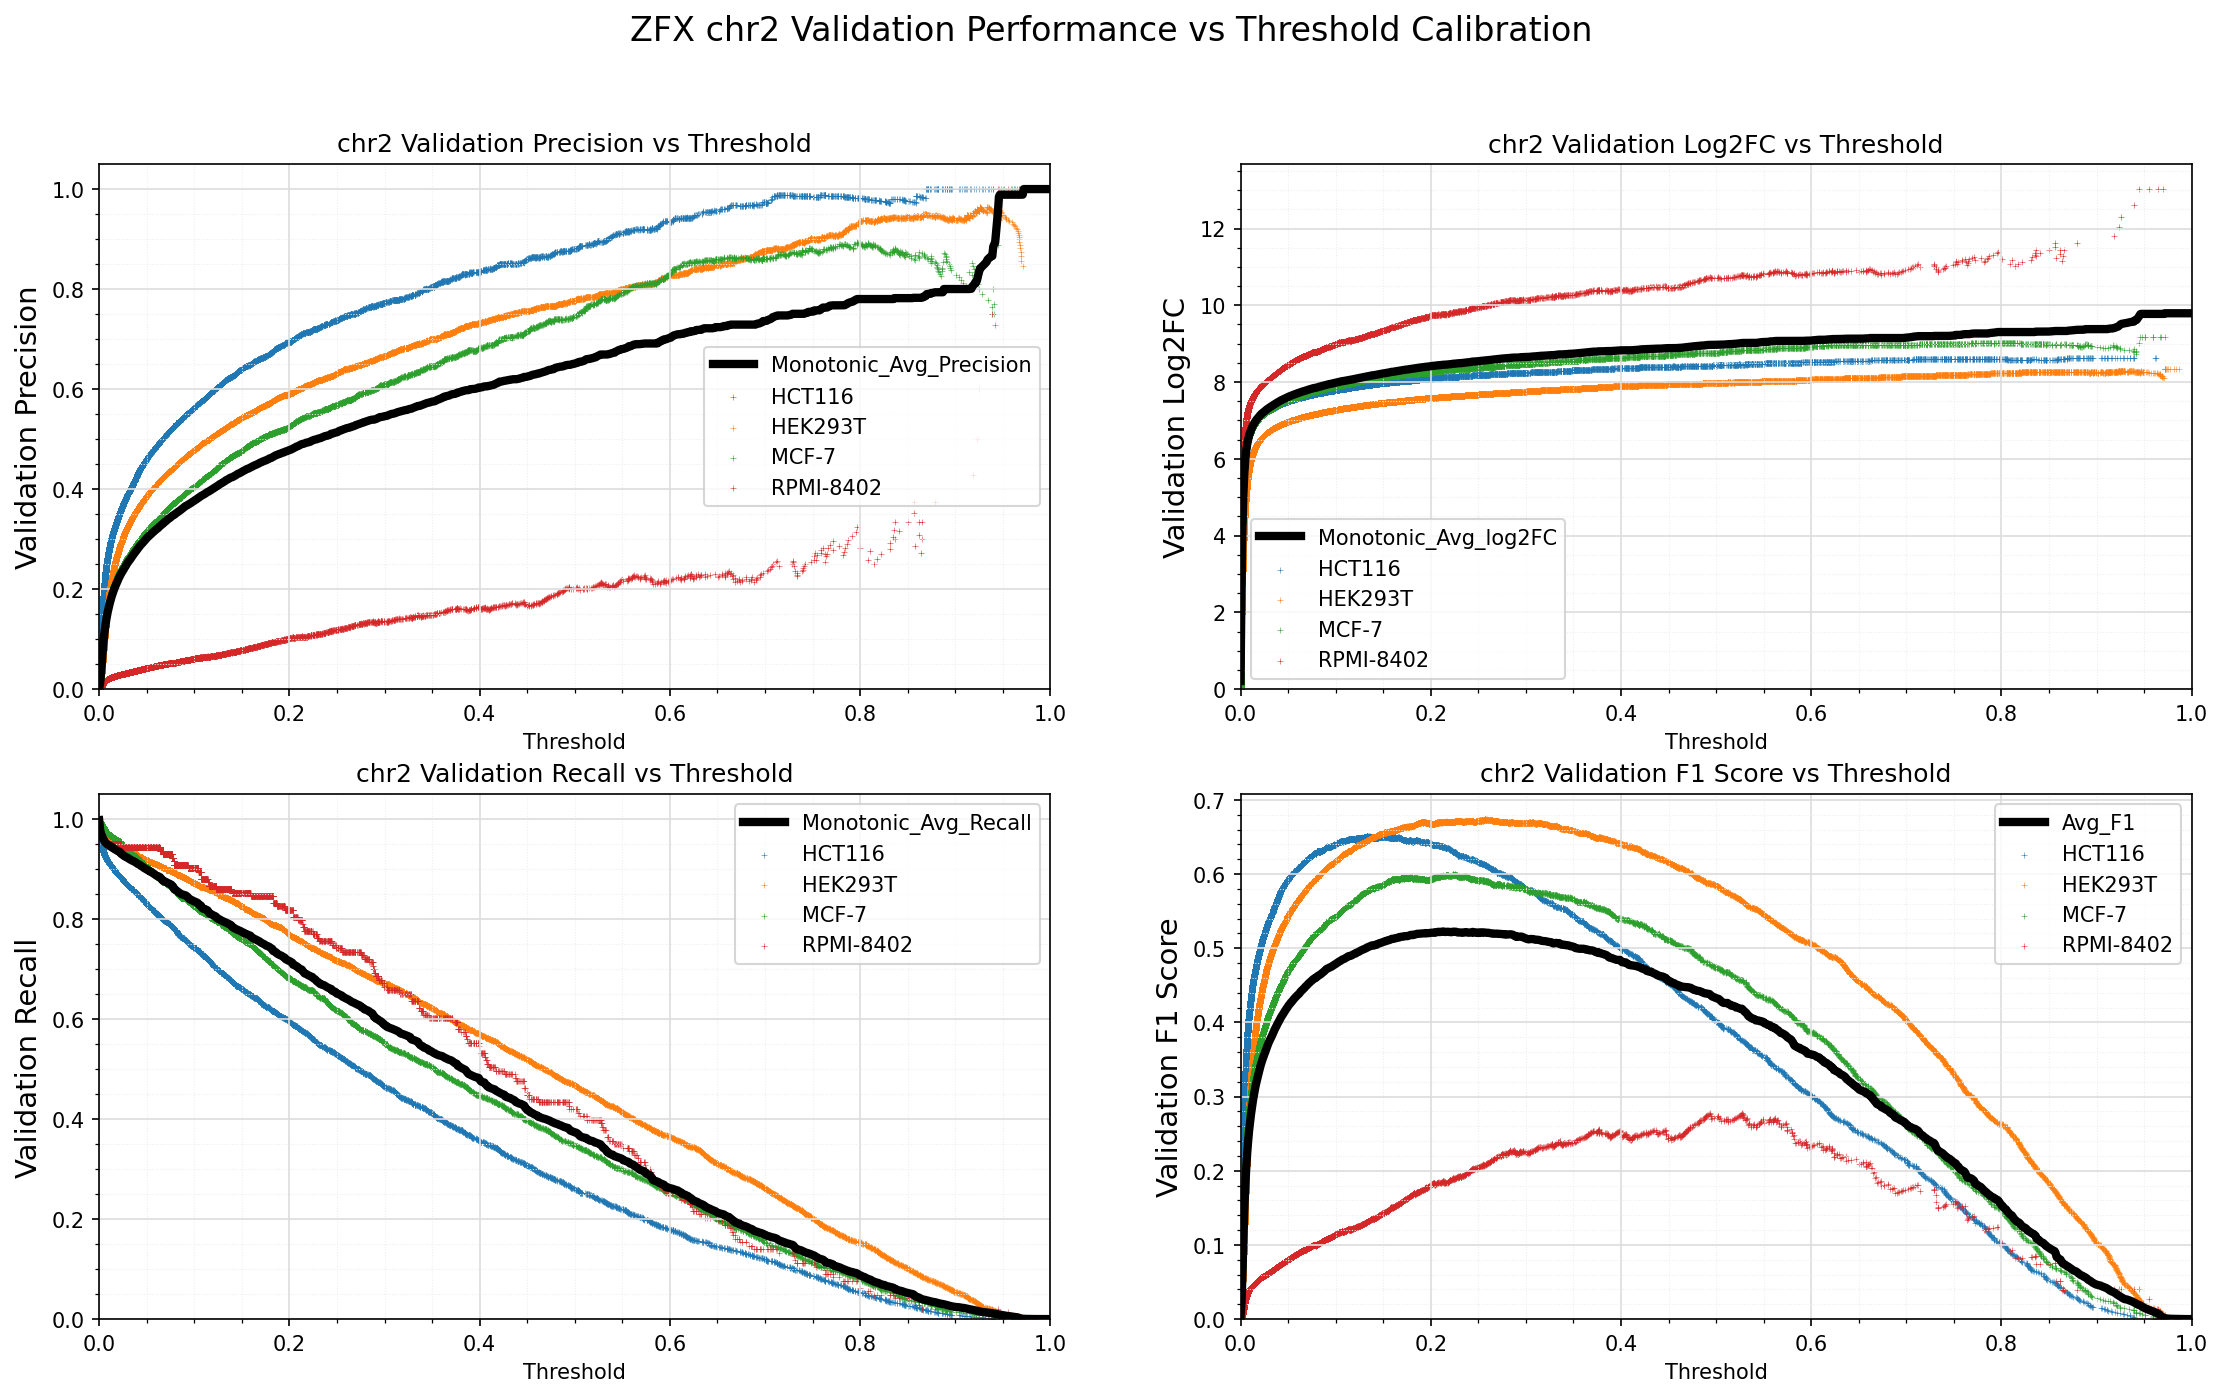 ZFX chr2 Validation Performance vs Threshold Calibration
chr2 Validation Precision vs Threshold
Validation Precision
1.0
0.8
0.6
0.4
0.2
0.0
Monotonic_Avg_Precision
HCT116
HEK293T
MCF-7
RPMI-8402
0.0 0.2 0.4 0.6 0.8 1.0
Threshold
chr2 Validation Log2FC vs Threshold
Validation Log2FC
12
10
8
6
4
2
0
Monotonic_Avg_log2FC
HCT116
HEK293T
MCF-7
RPMI-8402
0.0 0.2 0.4 0.6 0.8 1.0
Threshold
chr2 Validation Recall vs Threshold
Validation Recall
1.0
0.8
0.6
0.4
0.2
0.0
Monotonic_Avg_Recall
HCT116
HEK293T
MCF-7
RPMI-8402
0.0 0.2 0.4 0.6 0.8 1.0
Threshold
chr2 Validation F1 Score vs Threshold
Validation F1 Score
0.7
0.6
0.5
0.4
0.3
0.2
0.1
0.0
Avg_F1
HCT116
HEK293T
MCF-7
RPMI-8402
0.0 0.2 0.4 0.6 0.8 1.0
Threshold